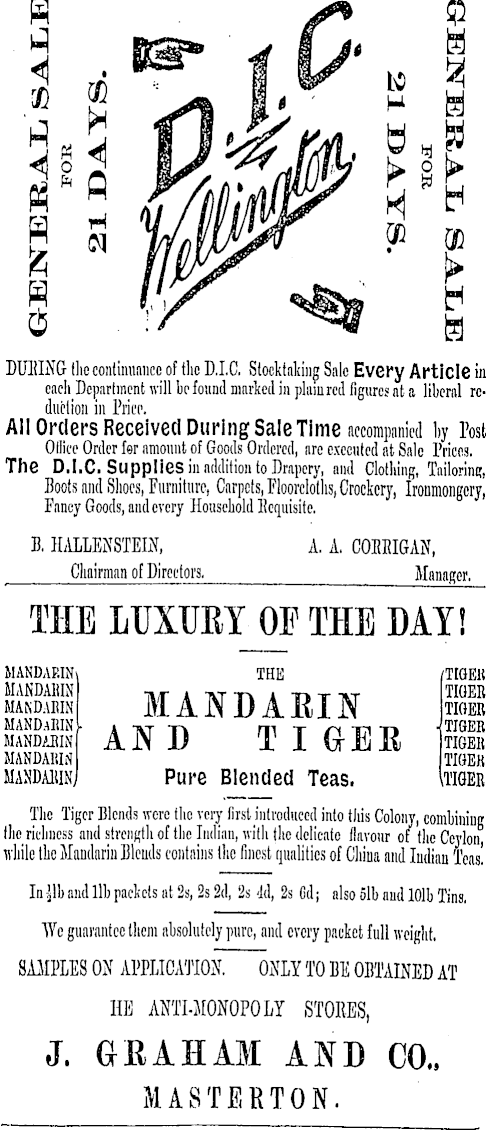 GENERAL SALE
FOR
21 DAYS.
D.I.C.
Wellington.
21 DAYS.
FOR
GENERAL SALE
DURING the continuance of the D.I.C. Stocktaking Sale Every Article in
each Department will be found marked in plain red figures at a liberal re-
duction in Price.
All Orders Received During Sale Time accompanied by Post
Office Order for amount of Goods Ordered, are executed at Sale Prices.
The D.I.C. Supplies in addition to Drapery, and Clothing, Tailoring,
Boots and Shoes, Furniture, Carpets, Floorcloths, Crockery, Ironmongery,
Fancy Goods, and every Household Requisite.
B. HALLENSTEIN, A. A. CORRIGAN,
Chairman of Directors. Manager.
THE LUXURY OF THE DAY!
MANDARIN THE TIGER
MANDARIN TIGER
MANDARIN MANDARIN TIGER
MANDARIN TIGER
MANDARIN AND TIGER TIGER
MANDARIN TIGER
MANDARIN Pure Blended Teas. TIGER
The Tiger Blends were the very first introduced into this Colony, combining
the richness and strength of the Indian, with the delicate flavour of the Ceylon,
while the Mandarin Blends contains the finest qualities of China and Indian Teas.
In ½lb and 1lb packets at 2s, 2s 2d, 2s 4d, 2s 6d; also 5lb and 10lb Tins.
We guarantee them absolutely pure, and every packet full weight.
SAMPLES ON APPLICATION. ONLY TO BE OBTAINED AT
HE ANTI-MONOPOLY STORES,
J. GRAHAM AND CO.,
MASTERTON.